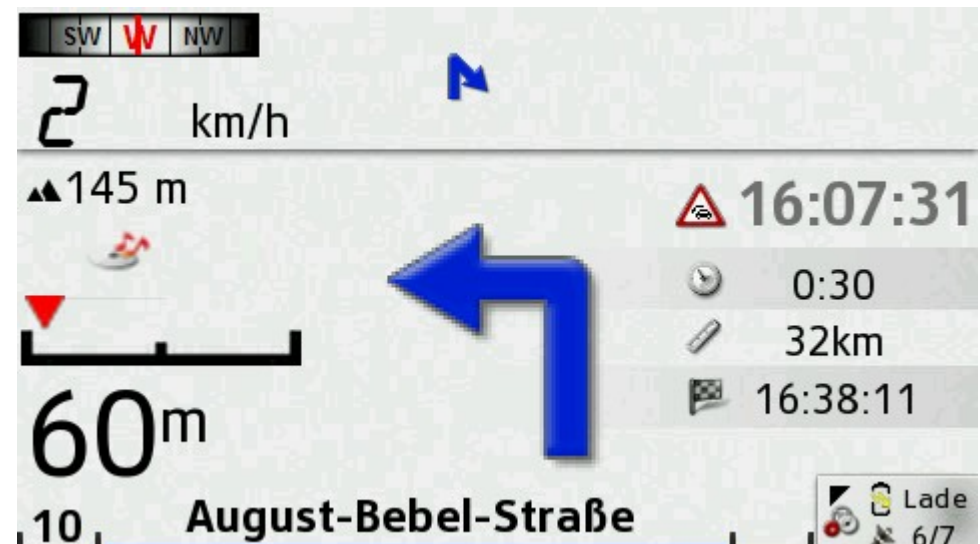 SW W NW
2 km/h
145 m
16:07:31
0:30
32km
16:38:11
60m
August-Bebel-Straße
10
Lade
6/7